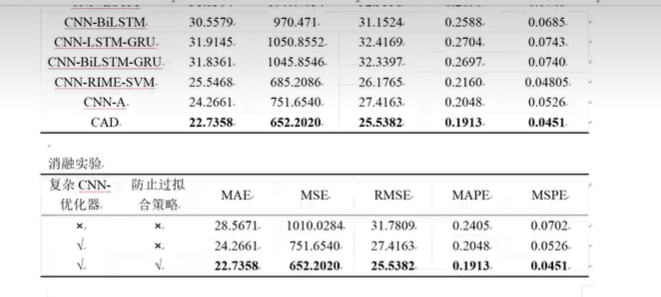 CNN-BiLSTM 30.5579 970.471 31.1524 0.2588 0.0685
CNN-LSTM-GRU 31.9145 1050.8552 32.4169 0.2704 0.0743
CNN-BiLSTM-GRU 31.8361 1045.8546 32.3397 0.2697 0.0740
CNN-RIME-SVM 25.5468 685.2086 26.1765 0.2160 0.04805
CNN-A 24.2661 751.6540 27.4163 0.2048 0.0526
CAD 22.7358 652.2020 25.5382 0.1913 0.0451
消融实验
复杂 CNN-优化器 防止过拟合策略 MAE MSE RMSE MAPE MSPE
× × 28.5671 1010.0284 31.7809 0.2405 0.0702
√ × 24.2661 751.6540 27.4163 0.2048 0.0526
√ √ 22.7358 652.2020 25.5382 0.1913 0.0451